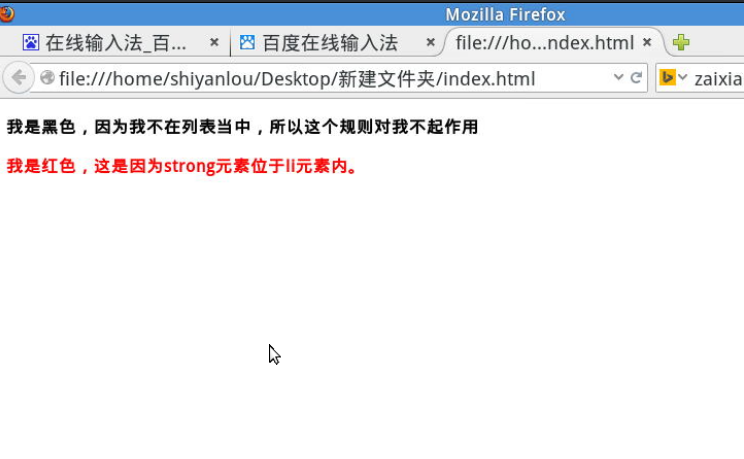 Mozilla Firefox
在线输入法_百...
百度在线输入法
file:///ho...ndex.html
file:///home/shiyanlou/Desktop/新建文件夹/index.html
zaixia
我是黑色，因为我不在列表当中，所以这个规则对我不起作用
我是红色，这是因为strong元素位于li元素内。